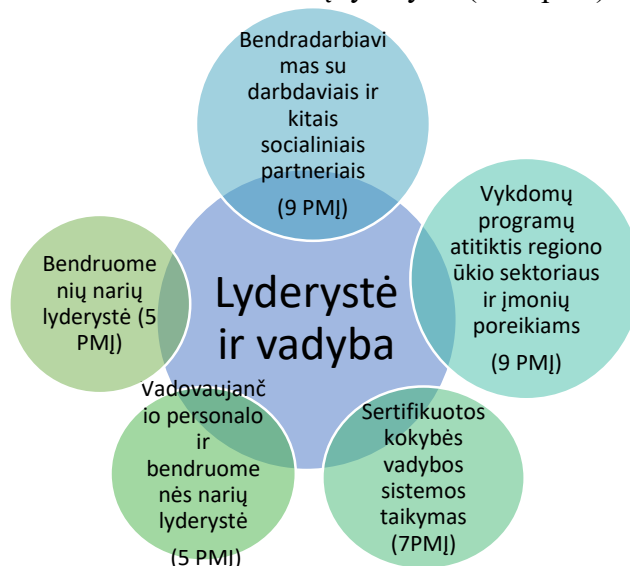 Bendradarbiavi
mas su
darbdaviais ir
kitais
socialiniais
partneriais
(9 PMĮ)
Vykdomų
programų
atitiktis regiono
ūkio sektoriaus
ir įmonių
poreikiams
(9 PMĮ)
Sertifikuotos
kokybės
vadybos
sistemos
taikymas
(7PMĮ)
Vadovaujanč
io personalo
ir
bendruome
nės narių
lyderystė
(5 PMĮ)
Bendruome
nių narių
lyderystė (5
PMĮ)
Lyderystė
ir vadyba